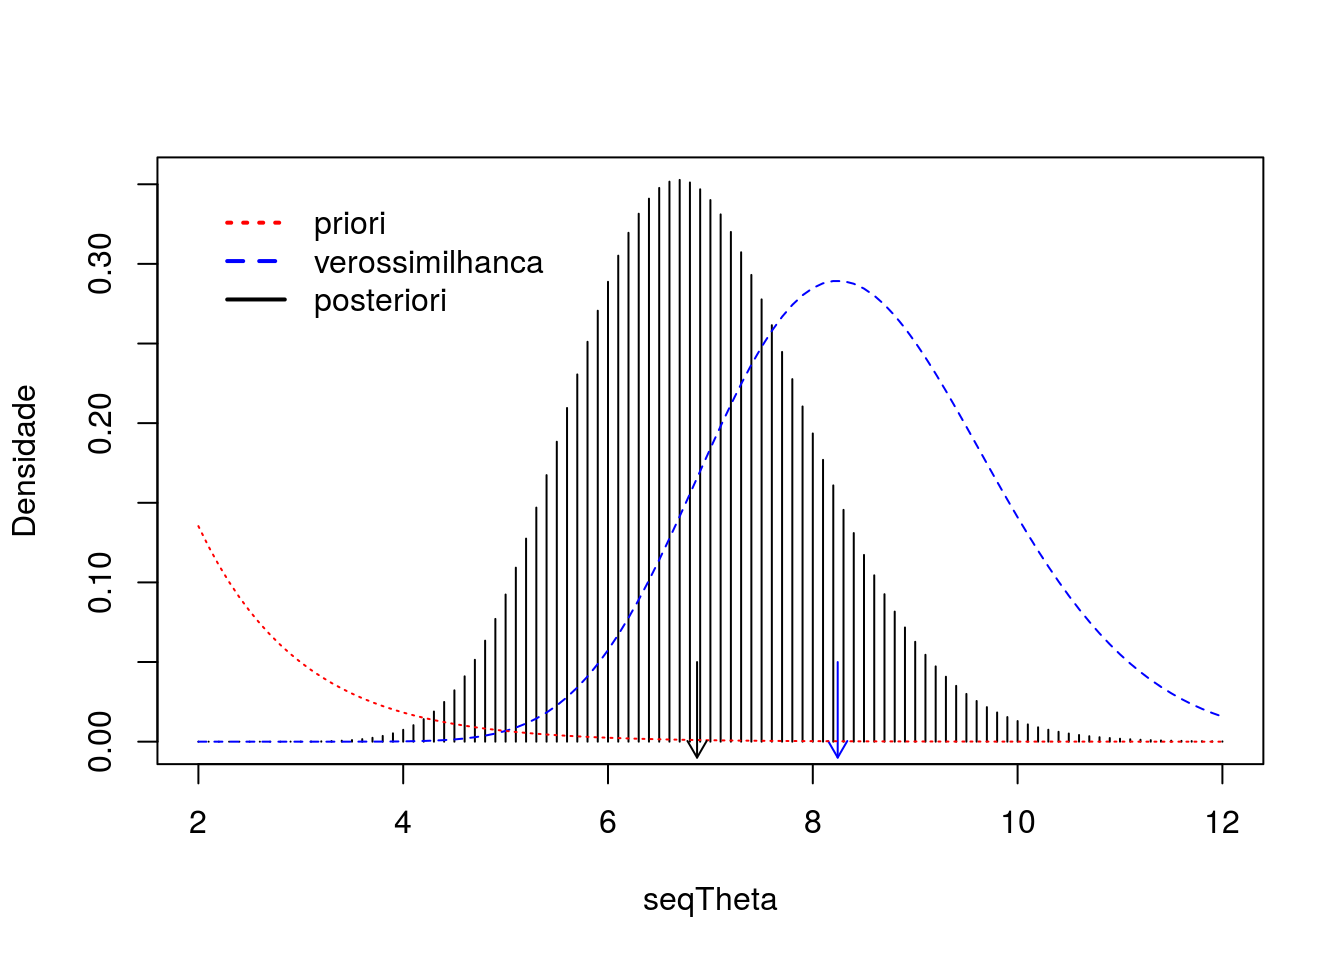 priori
verossimilhanca
posteriori
Densidade
0.00
0.10
0.20
0.30
2 4 6 8 10 12
seqTheta